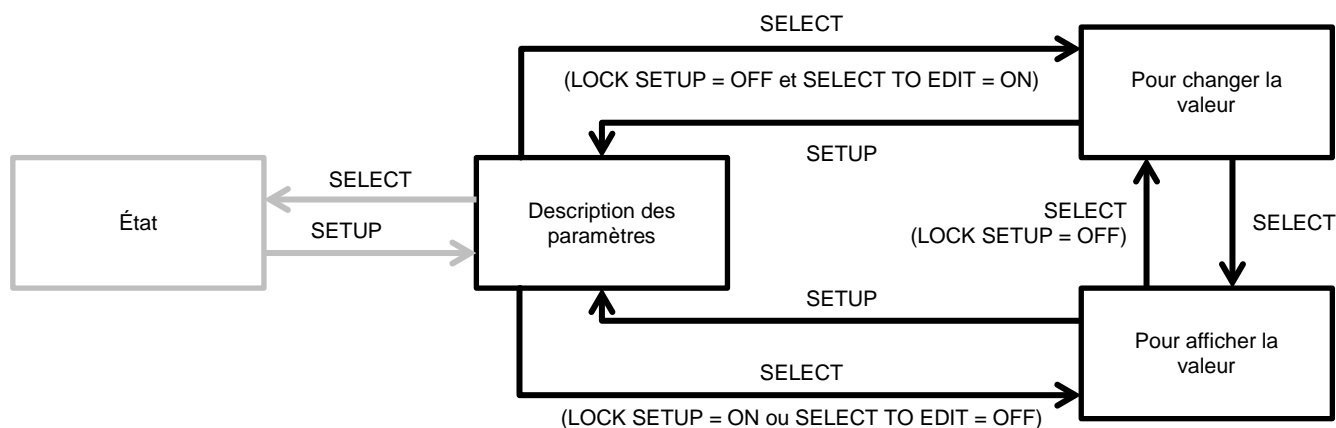 SELECT
(LOCK SETUP = OFF et SELECT TO EDIT = ON)
Pour changer la
valeur
SETUP
SELECT
État
SETUP
Description des
paramètres
SELECT
(LOCK SETUP = OFF)
SELECT
SETUP
Pour afficher la
valeur
SELECT
(LOCK SETUP = ON ou SELECT TO EDIT = OFF)